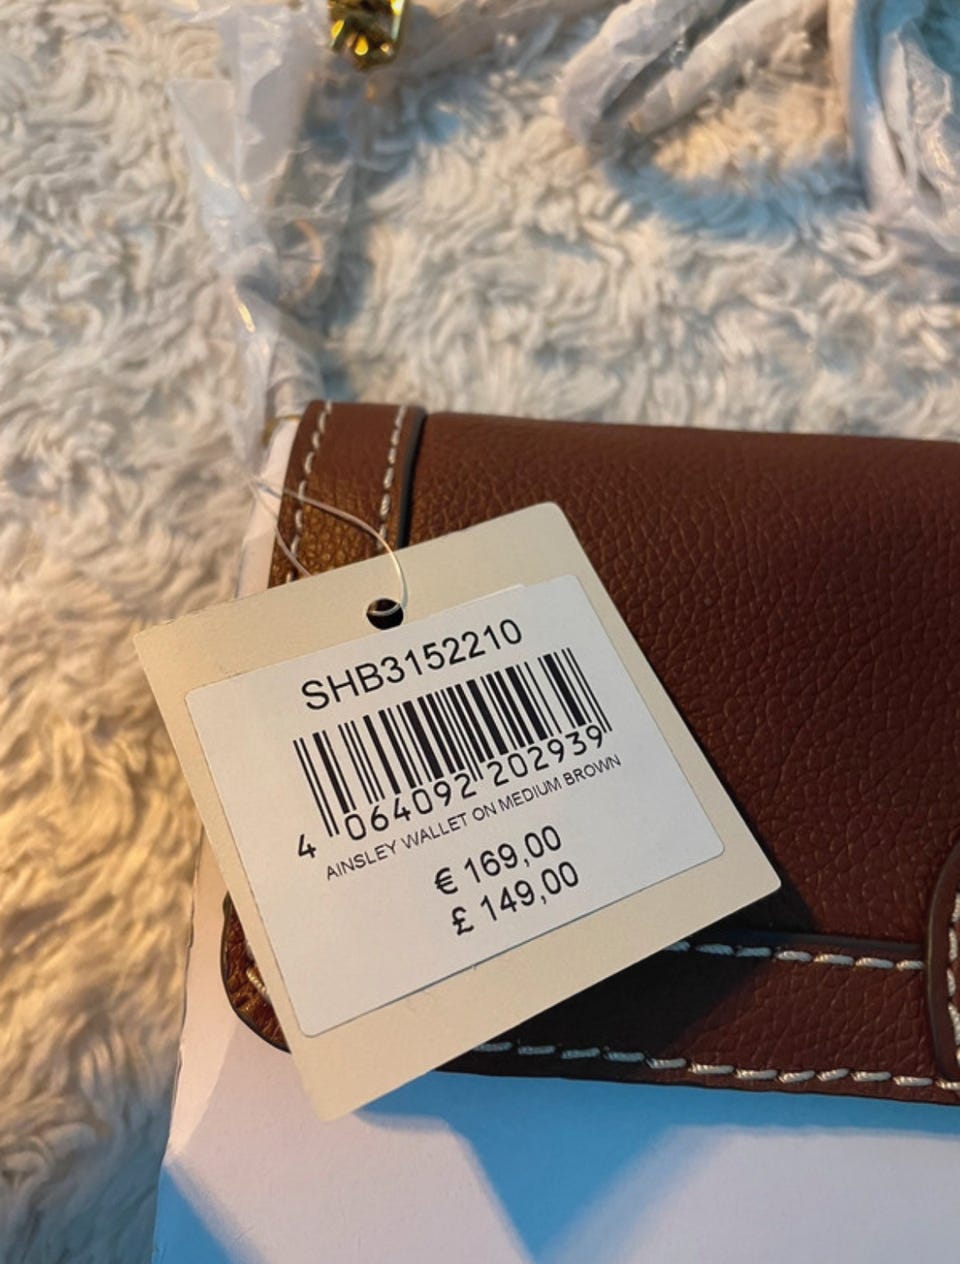 SHB3152210
4 064092 202939
AINSLEY WALLET ON MEDIUM BROWN
€ 169,00
£ 149,00